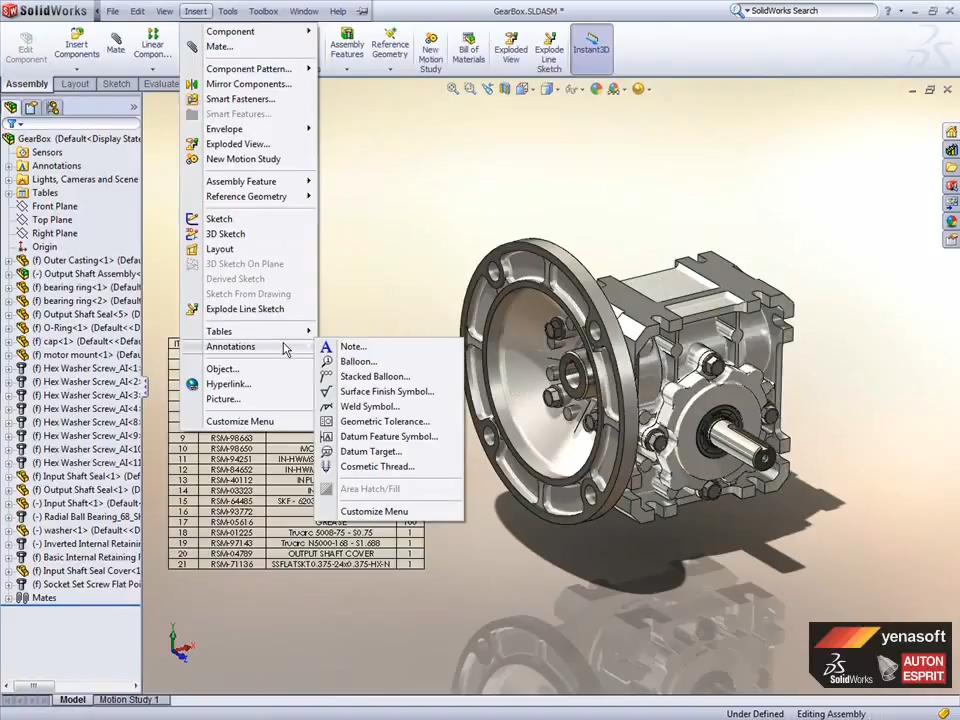 SolidWorks
File
Edit
View
Insert
Tools
Toolbox
Window
Help
GearBox.SLDASM *
SolidWorks Search
Edit Component
Insert Components
Mate
Linear Compon...
Assembly Features
Reference Geometry
New Motion Study
Bill of Materials
Exploded View
Explode Line Sketch
Instant3D
Assembly
Layout
Sketch
Evaluate
GearBox (Default<Display State
Sensors
Annotations
Lights, Cameras and Scene
Tables
Front Plane
Top Plane
Right Plane
Origin
(f) Outer Casting<1> (Default
(-) Output Shaft Assembly<
(f) bearing ring<1> (Default
(f) bearing ring<2> (Default
(f) Output Shaft Seal<5> (
(f) O-Ring<1> (Default
(f) cap<1> (Default
(f) motor mount<1> (Default
(f) Hex Washer Screw_AI<1>
(f) Hex Washer Screw_AI<2>
(f) Hex Washer Screw_AI<3>
(f) Hex Washer Screw_AI<4>
(f) Hex Washer Screw_AI<8>
(f) Hex Washer Screw_AI<9>
(f) Hex Washer Screw_AI<1
(f) Hex Washer Screw_AI<1
(f) Input Shaft Seal<1> (De
(-) Input Shaft<1> (Default
(-) Radial Ball Bearing_68_S
(-) washer<1> (Default
(-) Inverted Internal Retainin
(f) Basic Internal Retaining R
(f) Input Shaft Seal Cover<1
(f) Socket Set Screw Flat Poi
Mates
Component
Mate...
Component Pattern...
Mirror Components...
Smart Fasteners...
Smart Features...
Envelope
Exploded View...
New Motion Study
Assembly Feature
Reference Geometry
Sketch
3D Sketch
Layout
3D Sketch On Plane
Derived Sketch
Sketch From Drawing
Explode Line Sketch
Tables
Annotations
Object...
Hyperlink...
Picture...
Customize Menu
Note...
Balloon...
Stacked Balloon...
Surface Finish Symbol...
Weld Symbol...
Geometric Tolerance...
Datum Feature Symbol...
Datum Target...
Cosmetic Thread...
Area Hatch/Fill
Customize Menu
9 RSM-98663
10 RSM-98650 MO
11 RSM-94251 IN-HWMS
12 RSM-84652 IN-HW
13 RSM-40112 INPU
14 RSM-03323 IN
15 RSM-64485 SKF - 6202
16 RSM-93772
17 RSM-05616 GREASE 100
18 RSM-01225 Truarc 5008-75 - S0.75 1
19 RSM-97143 Truarc N5000-168 - S1.688 1
20 RSM-04789 OUTPUT SHAFT COVER 1
21 RSM-71136 SSFLATSKT 0.375-24x0.375-HX-N 1
yenasoft
SolidWorks
AUTON
ESPRIT
Model
Motion Study 1
Under Defined
Editing Assembly